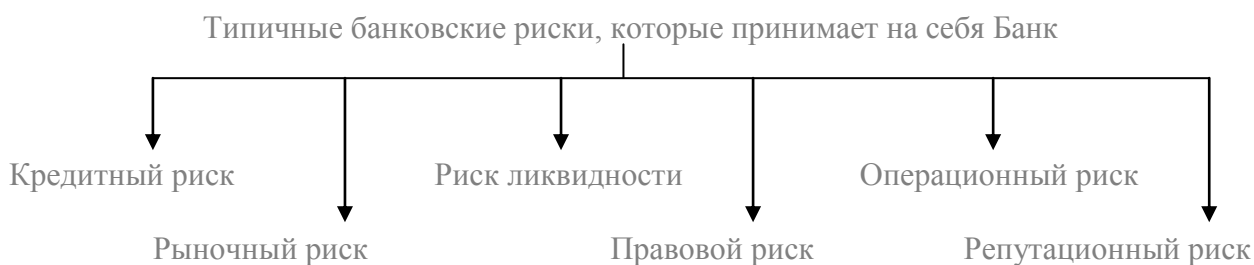 Типичные банковские риски, которые принимает на себя Банк
Кредитный риск Риск ликвидности Операционный риск
Рыночный риск Правовой риск Репутационный риск